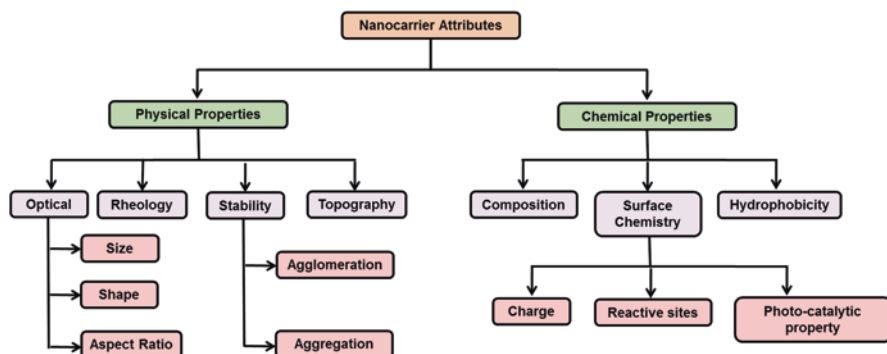 Nanocarrier Attributes
Physical Properties
Chemical Properties
Optical
Rheology
Stability
Topography
Composition
Surface
Chemistry
Hydrophobicity
Size
Agglomeration
Shape
Charge
Reactive sites
Photo-catalytic
property
Aspect Ratio
Aggregation